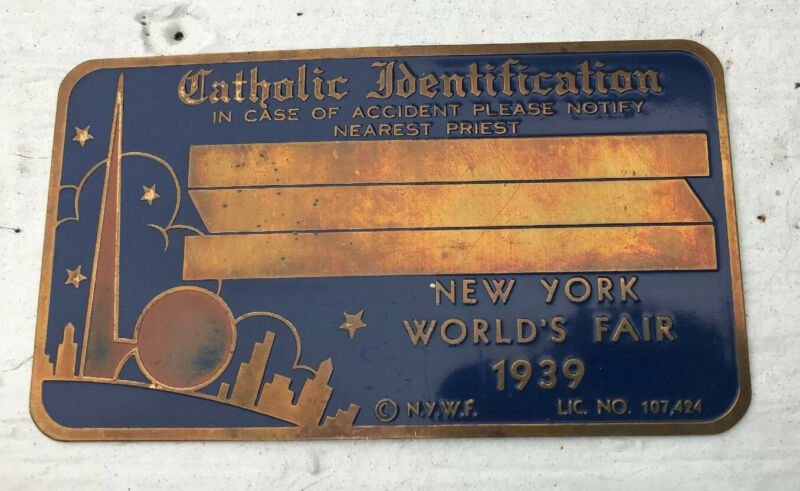 Catholic Identification
IN CASE OF ACCIDENT PLEASE NOTIFY
NEAREST PRIEST
NEW YORK
WORLD'S FAIR
1939
© N.Y.W.F. LIC. NO. 107,424